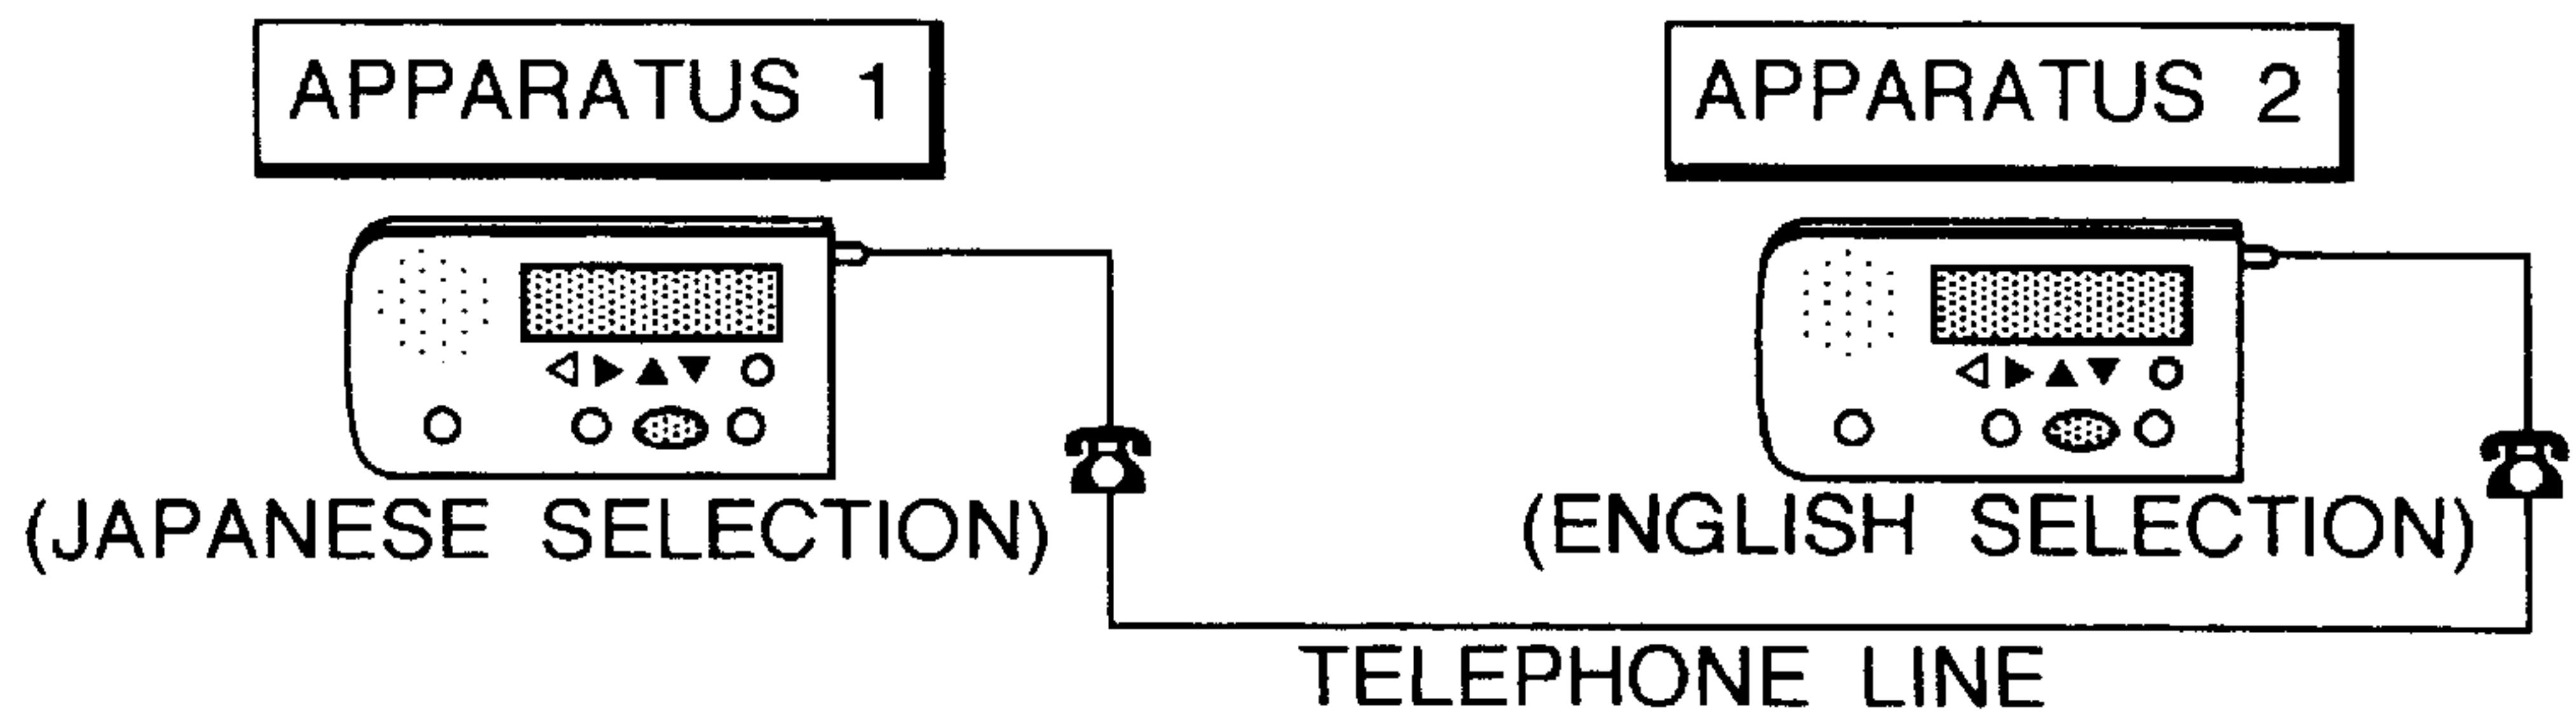 APPARATUS 1
APPARATUS 2
(JAPANESE SELECTION)
(ENGLISH SELECTION)
TELEPHONE LINE